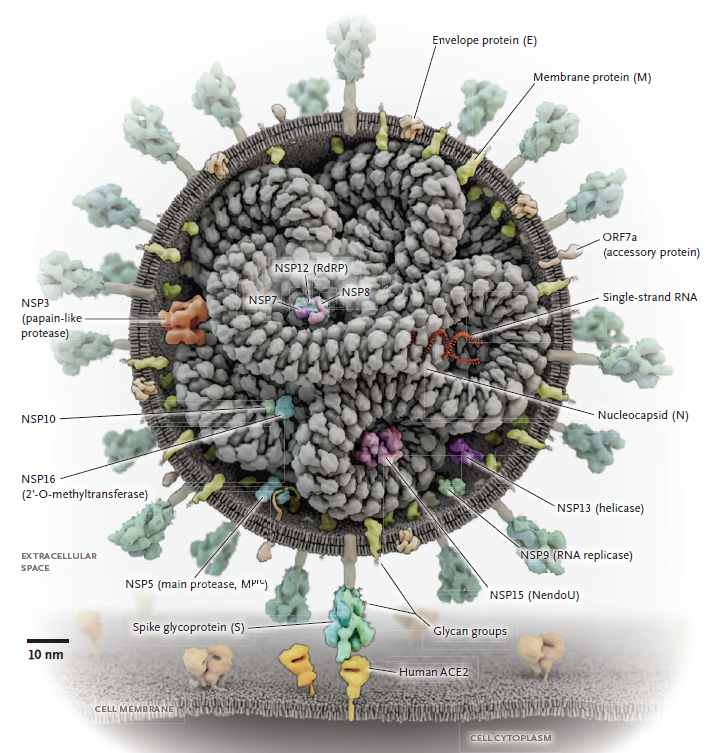 Envelope protein (E)
Membrane protein (M)
ORF7a
(accessory protein)
NSP12 (RdRP)
NSP7
NSP8
NSP3
(papain-like
protease)
Single-strand RNA
Nucleocapsid (N)
NSP10
NSP16
(2'-O-methyltransferase)
NSP13 (helicase)
NSP9 (RNA replicase)
EXTRACELLULAR
SPACE
NSP5 (main protease, Mᵖʳᵒ)
NSP15 (NendoU)
Spike glycoprotein (S)
Glycan groups
10 nm
Human ACE2
CELL MEMBRANE
CELL CYTOPLASM